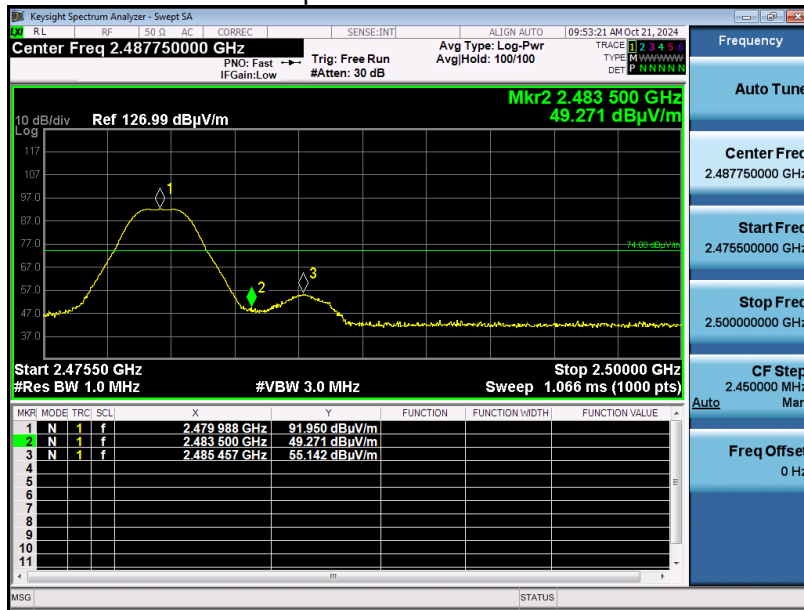 Keysight Spectrum Analyzer - Swept SA
LXI RL RF 50 Ω AC CORREC SENSE:INT ALIGN AUTO 09:53:21 AM Oct 21, 2024
Center Freq 2.487750000 GHz
PNO: Fast
IFGain:Low
Trig: Free Run
#Atten: 30 dB
Avg Type: Log-Pwr
Avg|Hold: 100/100
TRACE 1 2 3 4 5 6
TYPE M WWWWW
DET P N N N N N
Mkr2 2.483 500 GHz
49.271 dBµV/m
10 dB/div Ref 126.99 dBµV/m
Log
117
107
97.0
87.0
77.0
67.0
57.0
47.0
37.0
1
2
3
74.00 dBµV/m
Start 2.47550 GHz Stop 2.50000 GHz
#Res BW 1.0 MHz #VBW 3.0 MHz Sweep 1.066 ms (1000 pts)
MKR MODE TRC SCL X Y FUNCTION FUNCTION WIDTH FUNCTION VALUE
1 N 1 f 2.479 988 GHz 91.950 dBµV/m
2 N 1 f 2.483 500 GHz 49.271 dBµV/m
3 N 1 f 2.485 457 GHz 55.142 dBµV/m
4
5
6
7
8
9
10
11
MSG STATUS
Frequency
Auto Tune
Center Freq
2.487750000 GHz
Start Freq
2.475500000 GHz
Stop Freq
2.500000000 GHz
CF Step
2.450000 MHz
Auto Man
Freq Offset
0 Hz